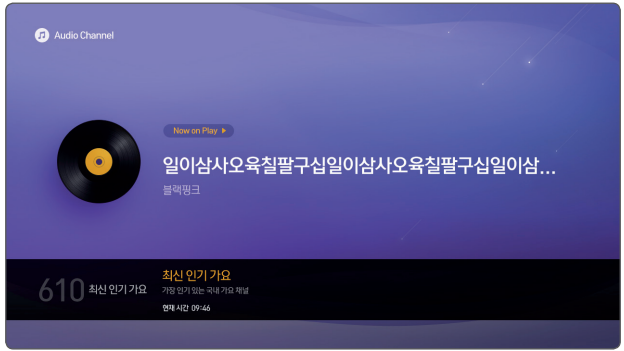 Audio Channel
Now on Play
일이삼사오육칠팔구십일이삼사오육칠팔구십일이삼...
블랙핑크
610 최신 인기 가요
최신 인기 가요
가장 인기 있는 국내 가요 채널
현재 시간 09:46